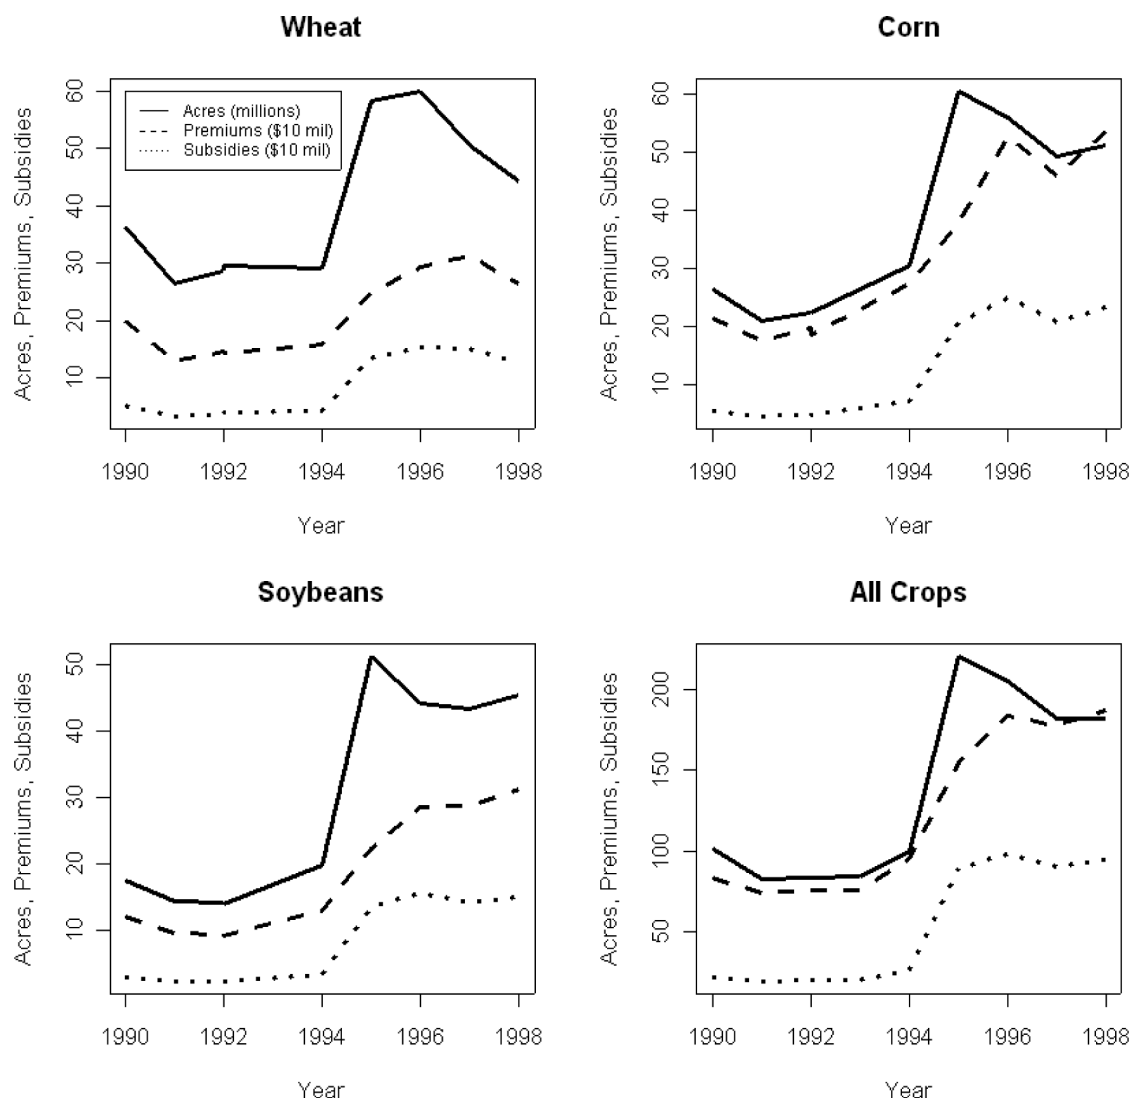 Wheat
Acres, Premiums, Subsidies
60
50
40
30
20
10
Acres (millions)
Premiums ($10 mil)
Subsidies ($10 mil)
1990 1992 1994 1996 1998
Year
Corn
Acres, Premiums, Subsidies
60
50
40
30
20
10
1990 1992 1994 1996 1998
Year
Soybeans
Acres, Premiums, Subsidies
50
40
30
20
10
1990 1992 1994 1996 1998
Year
All Crops
Acres, Premiums, Subsidies
200
150
100
50
1990 1992 1994 1996 1998
Year